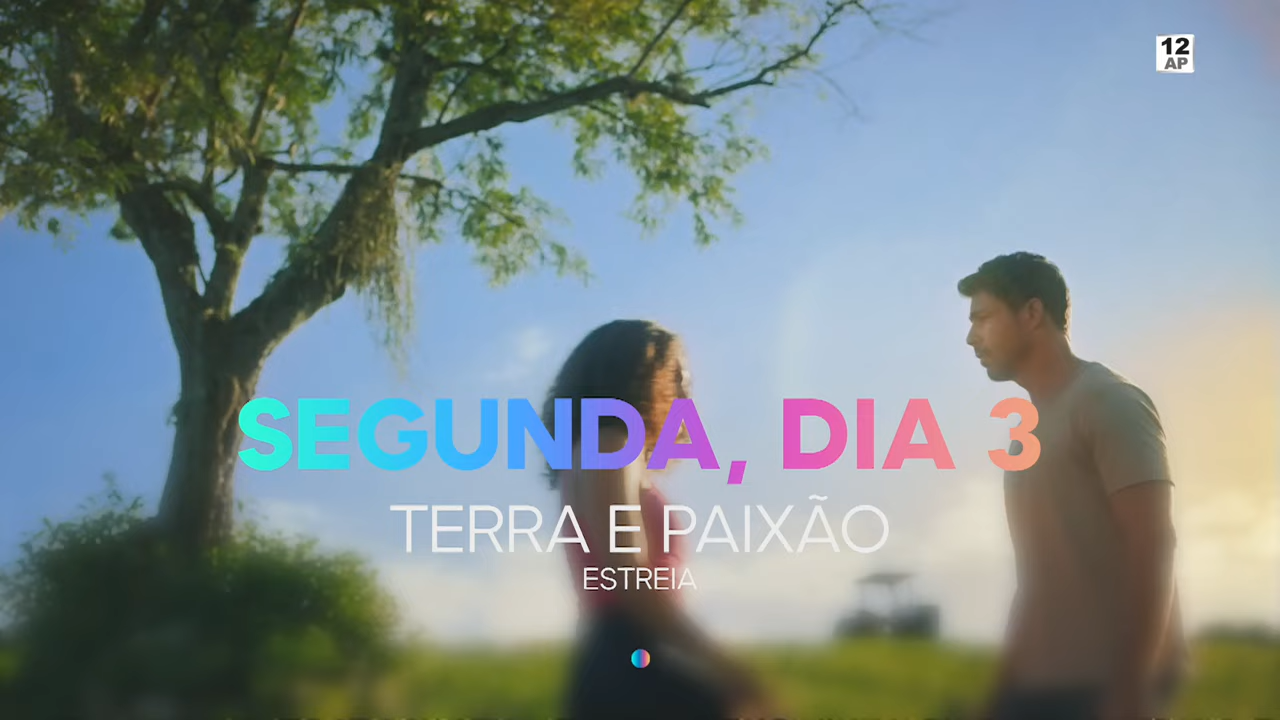 12
AP
SEGUNDA, DIA 3
TERRA E PAIXÃO
ESTREIA